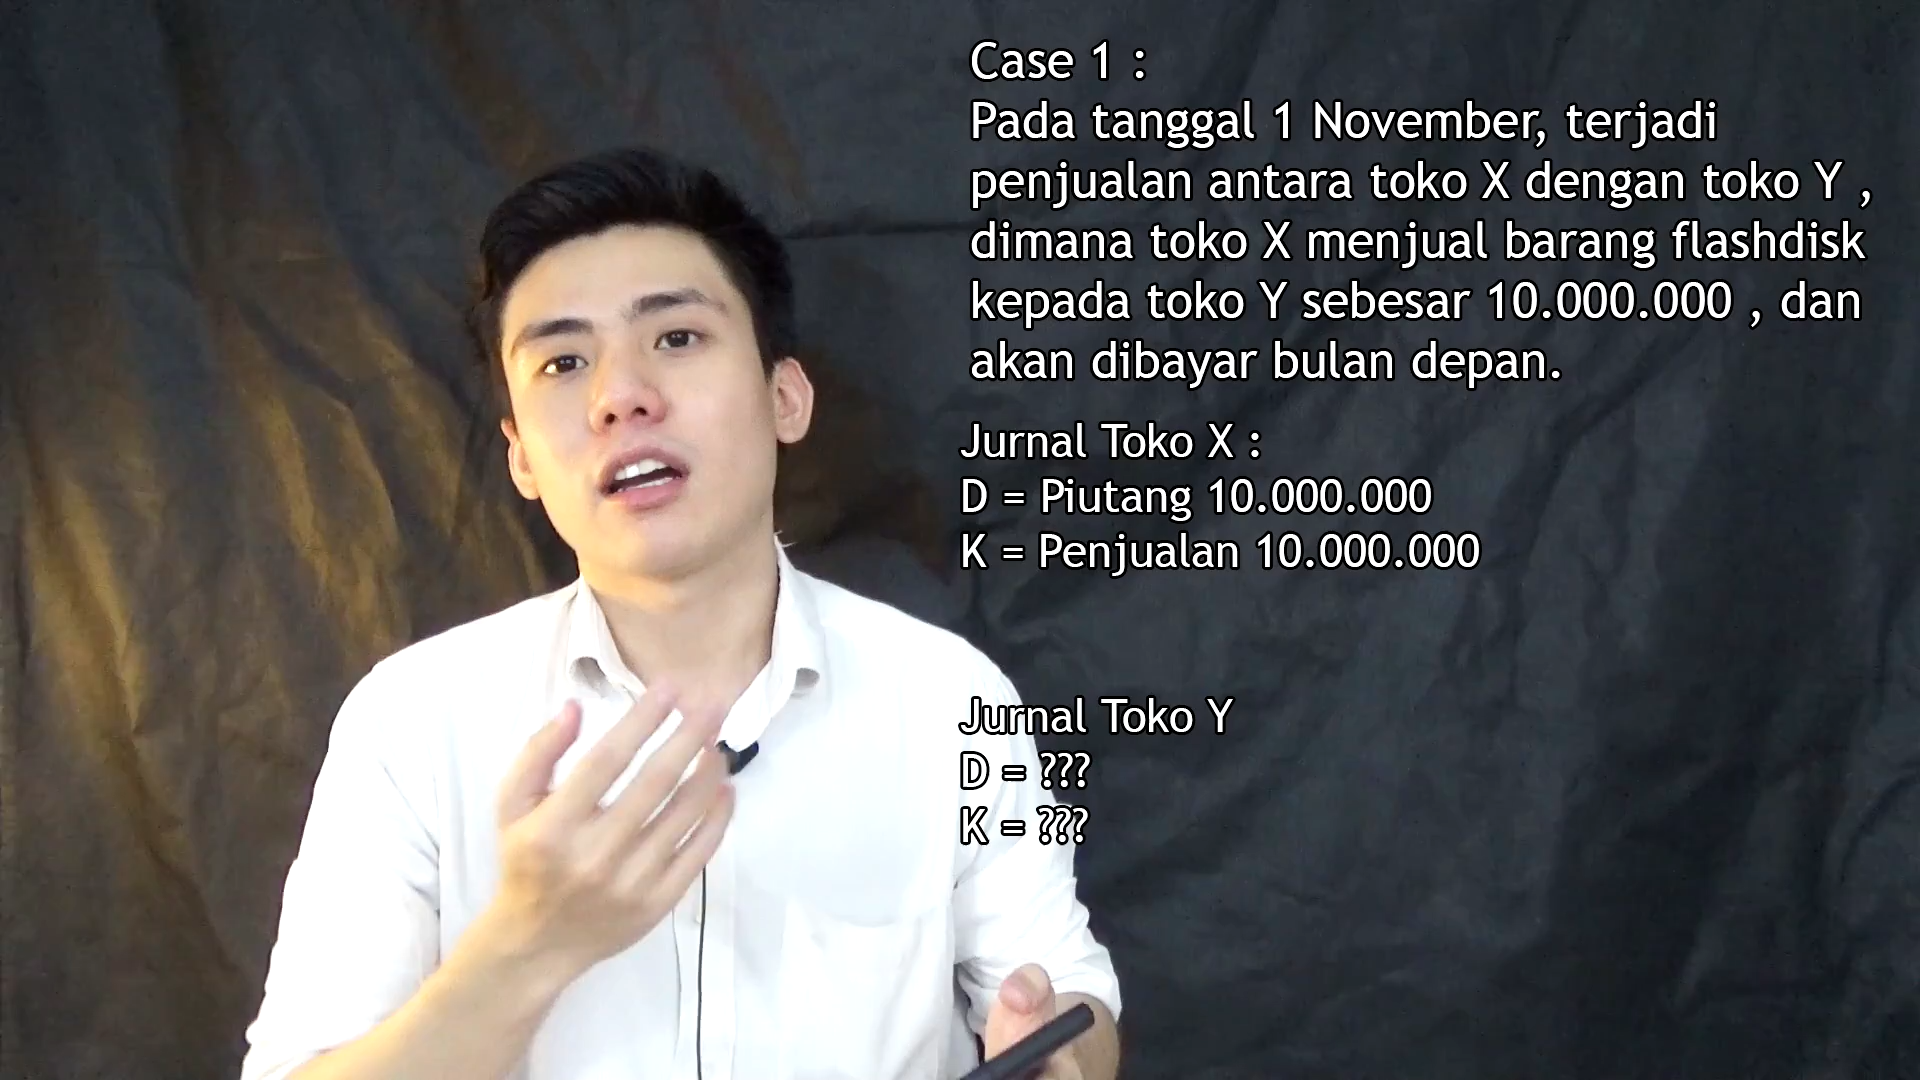 Case 1 :
Pada tanggal 1 November, terjadi
penjualan antara toko X dengan toko Y ,
dimana toko X menjual barang flashdisk
kepada toko Y sebesar 10.000.000 , dan
akan dibayar bulan depan.
Jurnal Toko X :
D = Piutang 10.000.000
K = Penjualan 10.000.000
Jurnal Toko Y
D = ???
K = ???